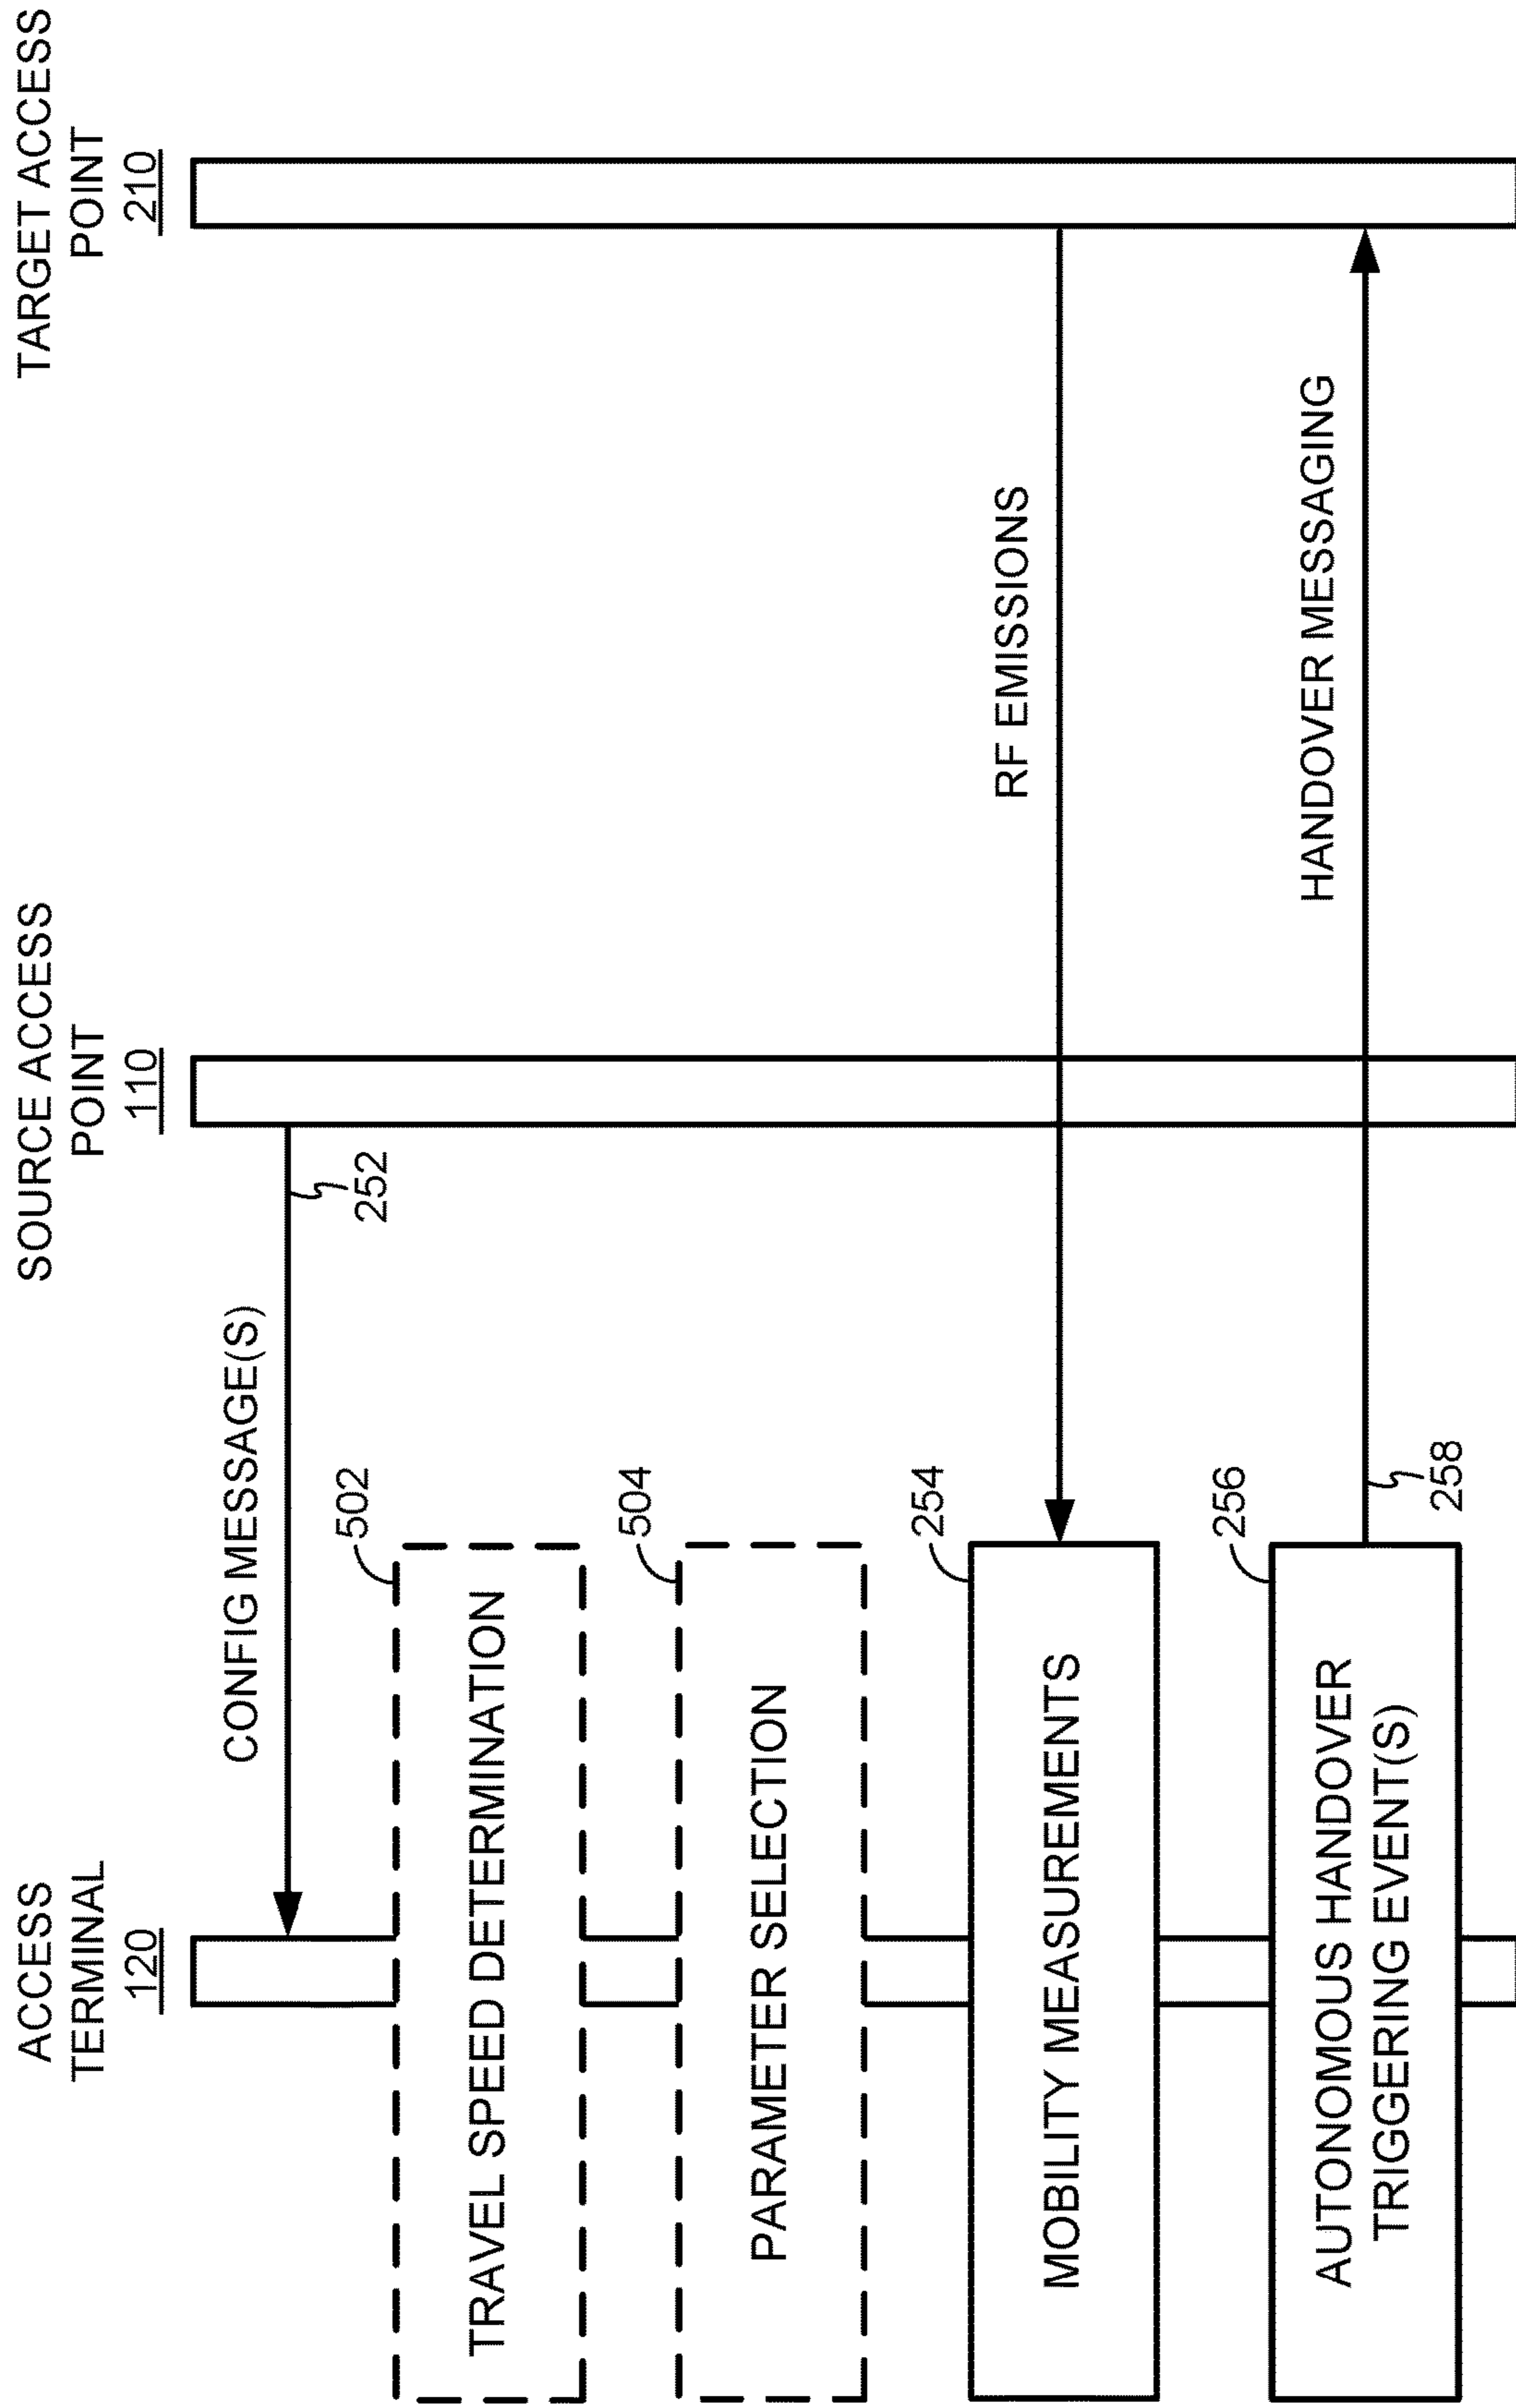 ACCESS
TERMINAL
120
SOURCE ACCESS
POINT
110
TARGET ACCESS
POINT
210
CONFIG MESSAGE(S)
252
502
TRAVEL SPEED DETERMINATION
504
PARAMETER SELECTION
RF EMISSIONS
254
MOBILITY MEASUREMENTS
HANDOVER MESSAGING
256
AUTONOMOUS HANDOVER
TRIGGERING EVENT(S)
258